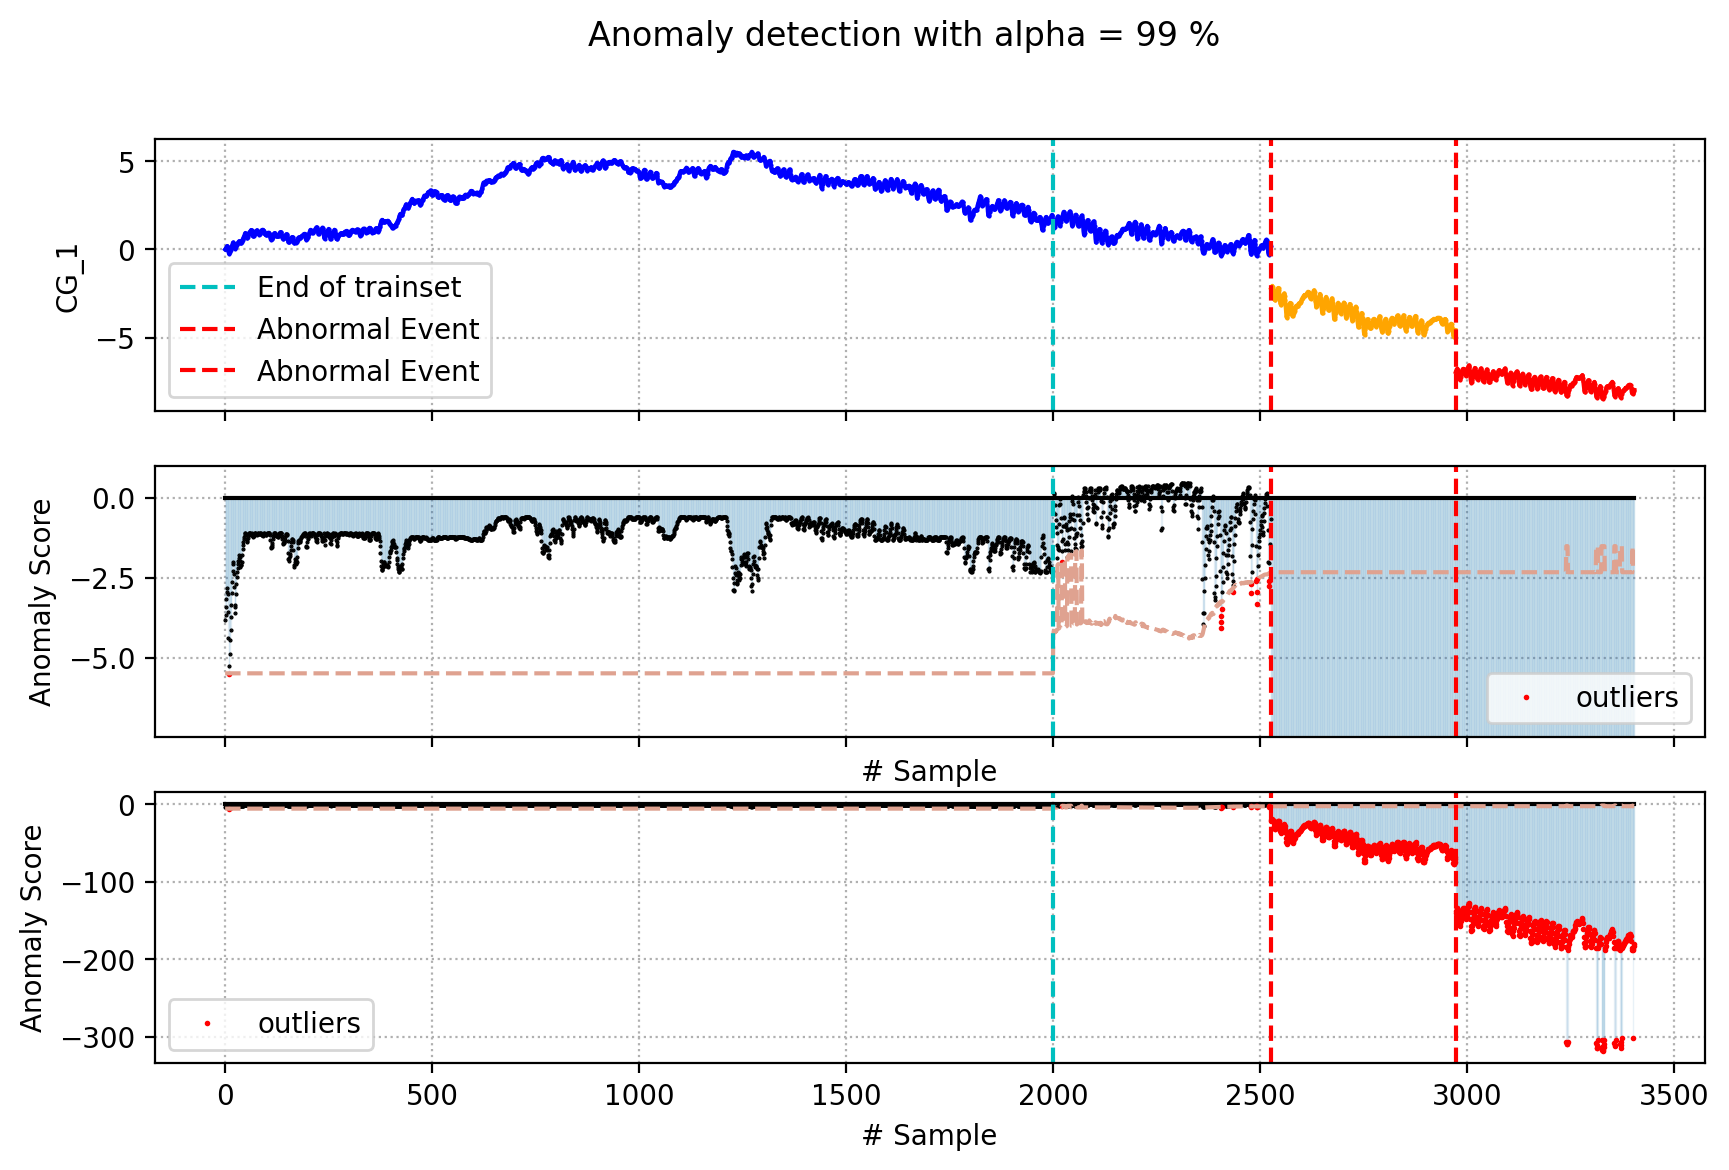 Anomaly detection with alpha = 99 %
5
0
−5
CG_1
End of trainset
Abnormal Event
Abnormal Event
0.0
−2.5
−5.0
Anomaly Score
outliers
# Sample
0
−100
−200
−300
Anomaly Score
outliers
0 500 1000 1500 2000 2500 3000 3500
# Sample